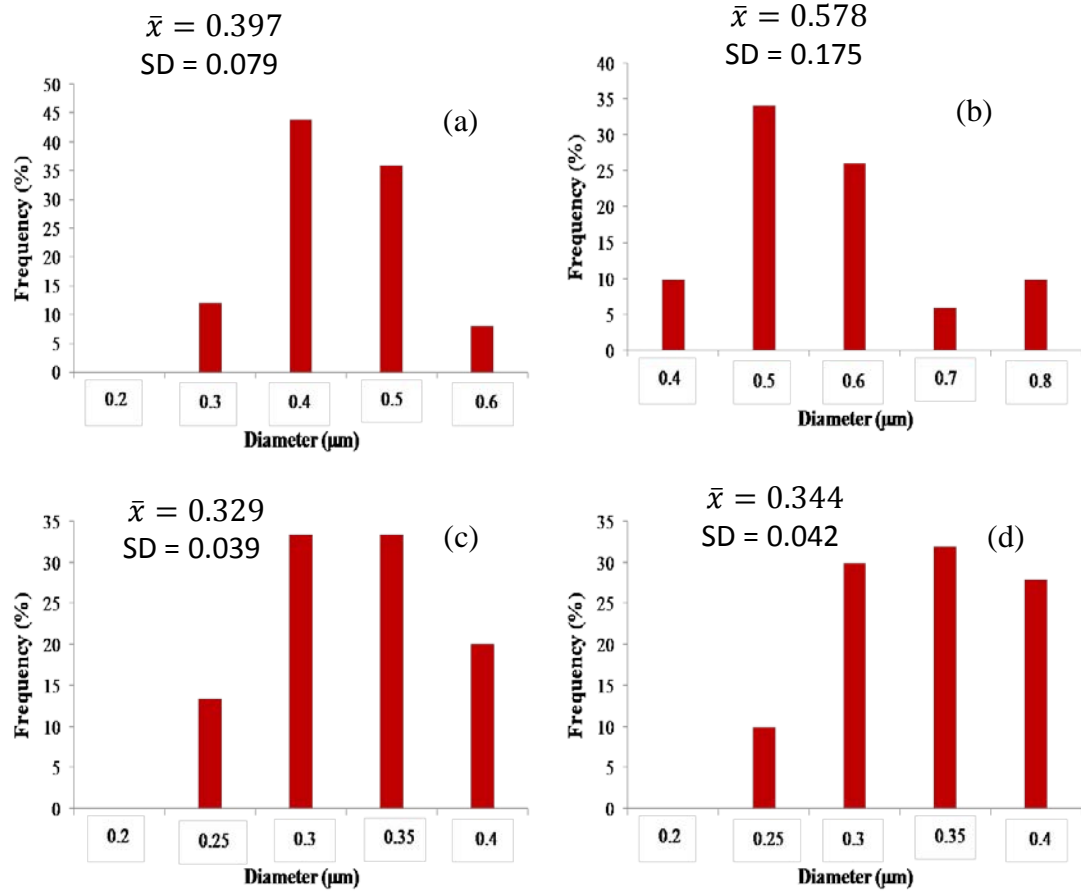 x̄ = 0.397
SD = 0.079
(a)
Frequency (%)
50
45
40
35
30
25
20
15
10
5
0
0.2 0.3 0.4 0.5 0.6
Diameter (µm)
x̄ = 0.578
SD = 0.175
(b)
Frequency (%)
40
35
30
25
20
15
10
5
0
0.4 0.5 0.6 0.7 0.8
Diameter (µm)
x̄ = 0.329
SD = 0.039
(c)
Frequency (%)
35
30
25
20
15
10
5
0
0.2 0.25 0.3 0.35 0.4
Diameter (µm)
x̄ = 0.344
SD = 0.042
(d)
Frequency (%)
35
30
25
20
15
10
5
0
0.2 0.25 0.3 0.35 0.4
Diameter (µm)